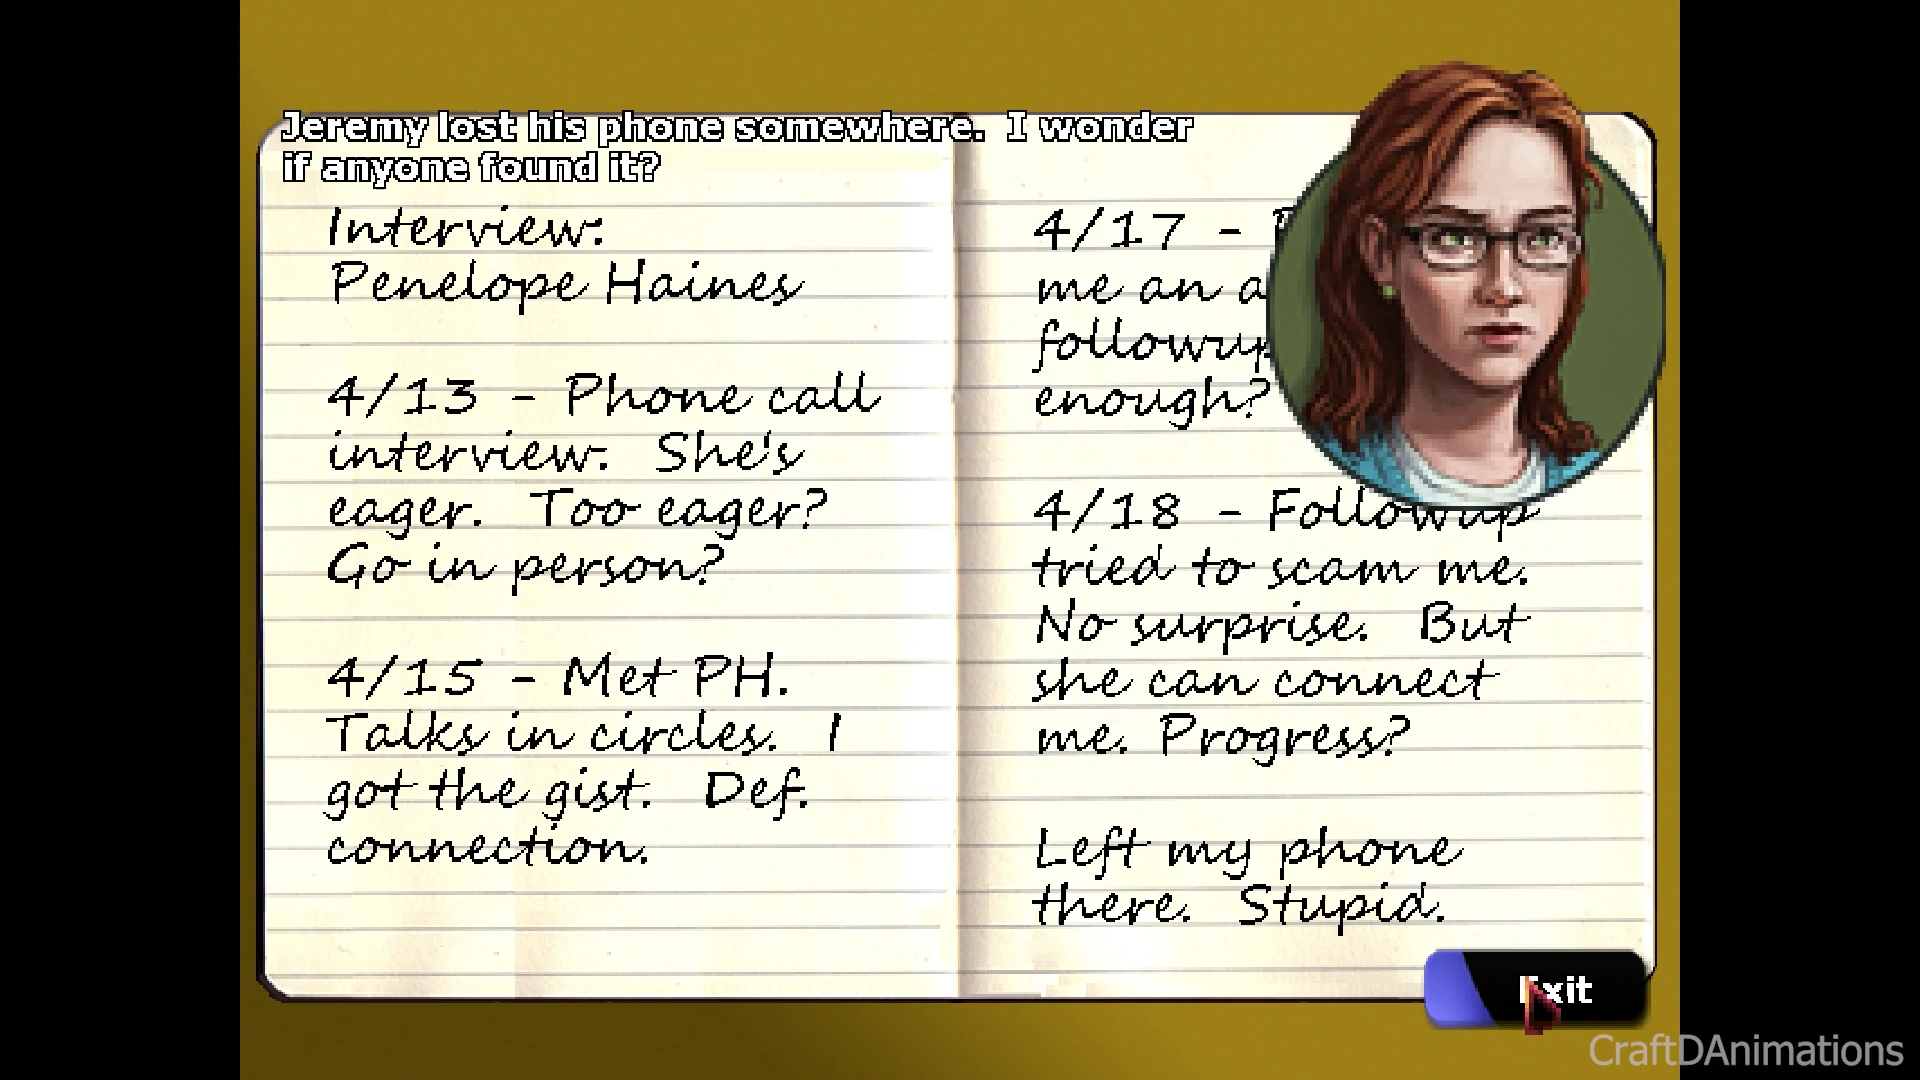 Jeremy lost his phone somewhere. I wonder
if anyone found it?
Interview:
Penelope Haines
4/13 - Phone call
interview. She's
eager. Too eager?
Go in person?
4/15 - Met PH.
Talks in circles. I
got the gist. Def.
connection.
4/17 -
me an
followup
enough?
4/18 - Followup
tried to scam me.
No surprise. But
she can connect
me. Progress?
Left my phone
there. Stupid.
Exit
CraftDAnimations